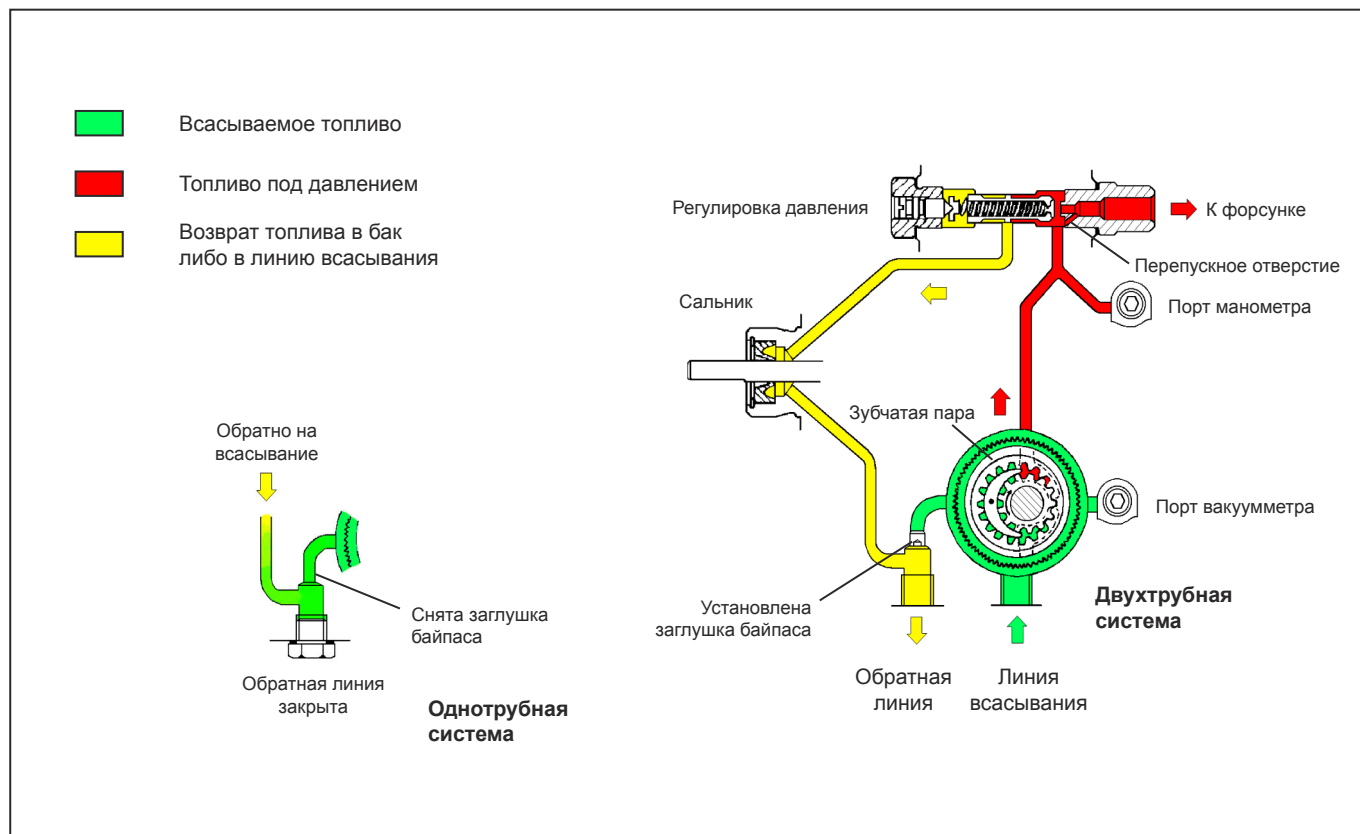 Всасываемое топливо
Топливо под давлением
Возврат топлива в бак
либо в линию всасывания
Регулировка давления
К форсунке
Перепускное отверстие
Порт манометра
Сальник
Зубчатая пара
Порт вакуумметра
Установлена
заглушка байпаса
Двухтрубная
система
Обратная
линия
Линия
всасывания
Обратно на
всасывание
Снята заглушка
байпаса
Обратная линия
закрыта
Однотрубная
система